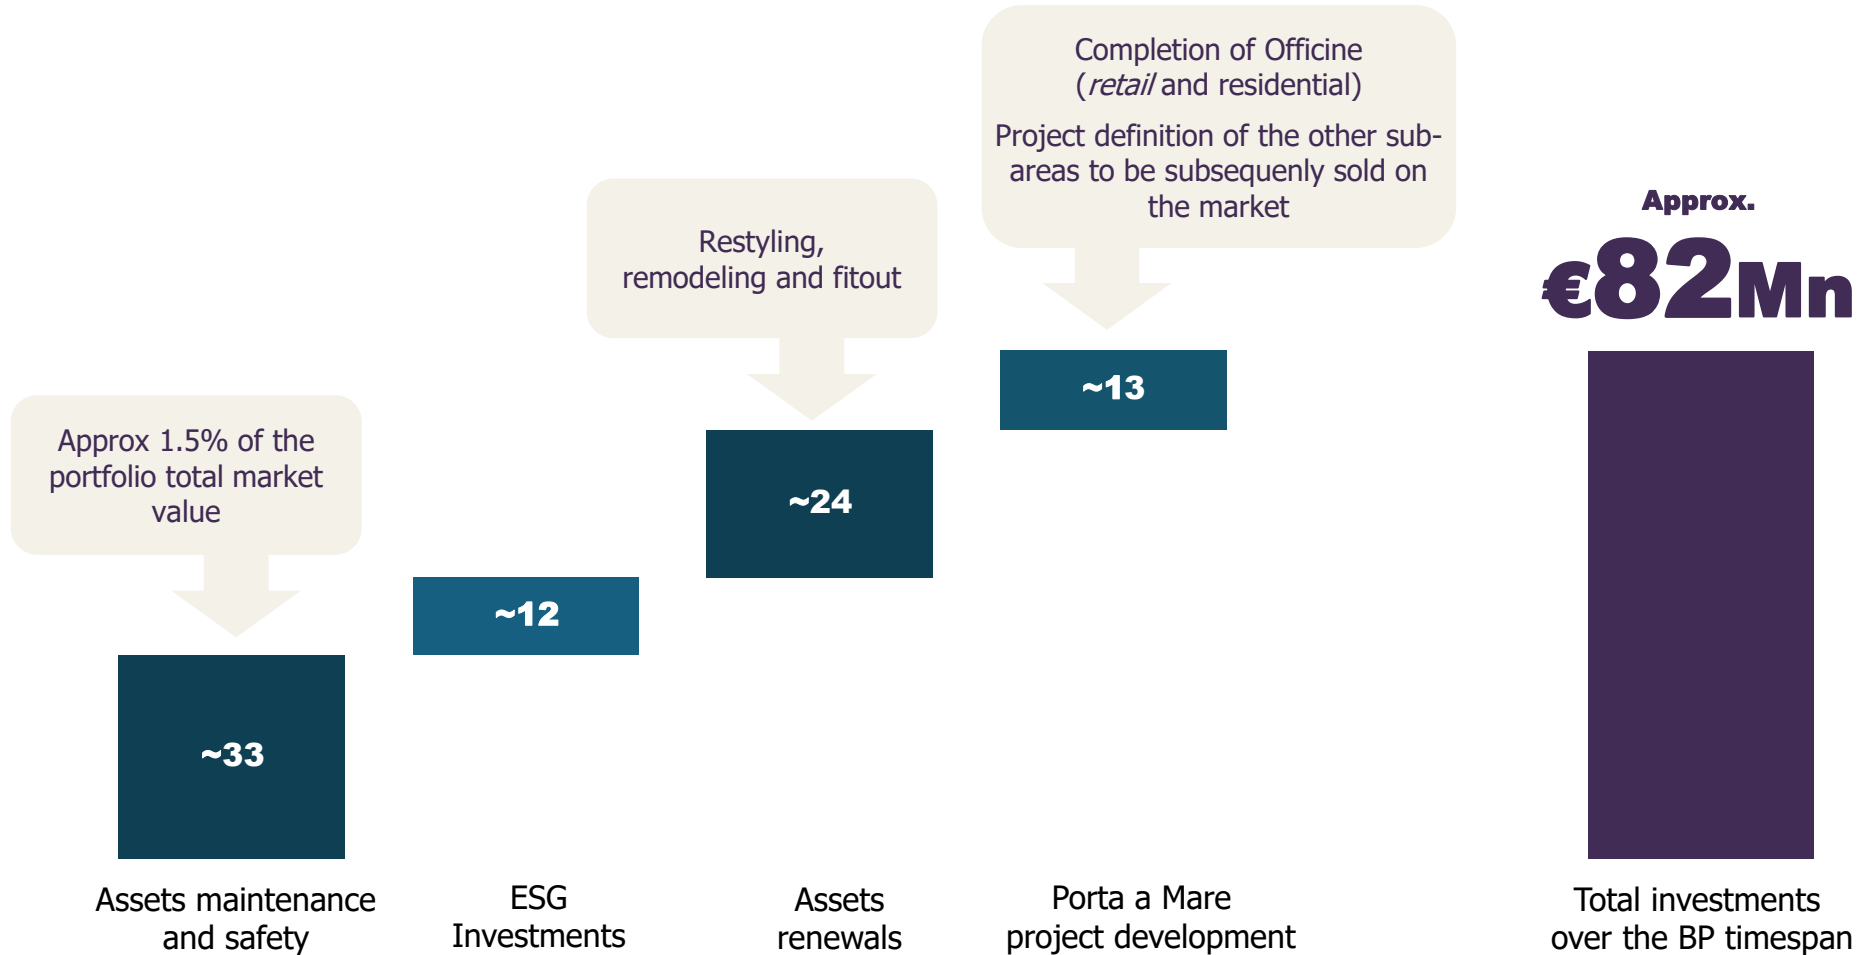 Completion of Officine
(retail and residential)
Project definition of the other sub-
areas to be subsequenly sold on
the market
Approx.
€82Mn
Restyling,
remodeling and fitout
~13
Approx 1.5% of the
portfolio total market
value
~24
~12
~33
Assets maintenance
and safety
ESG
Investments
Assets
renewals
Porta a Mare
project development
Total investments
over the BP timespan